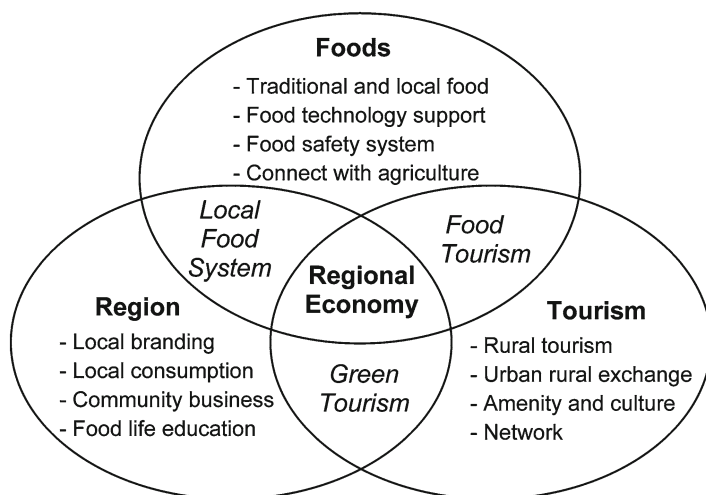 Foods
- Traditional and local food
- Food technology support
- Food safety system
- Connect with agriculture
Local
Food
System
Food
Tourism
Regional
Economy
Region
- Local branding
- Local consumption
- Community business
- Food life education
Tourism
- Rural tourism
- Urban rural exchange
- Amenity and culture
- Network
Green
Tourism